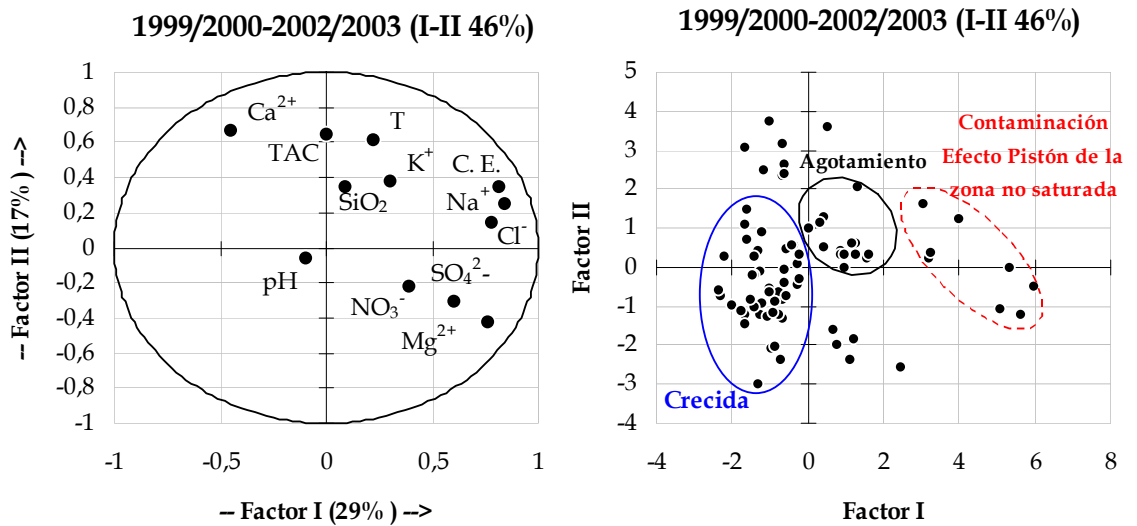 1999/2000-2002/2003 (I-II 46%)
-- Factor II (17% ) -->
1
0,8
0,6
0,4
0,2
0
-0,2
-0,4
-0,6
-0,8
-1
Ca²⁺
T
TAC
K⁺
C. E.
SiO₂
Na⁺
Cl⁻
pH
SO₄²-
NO₃⁻
Mg²⁺
-1
-0,5
0
0,5
1
-- Factor I (29% ) -->
1999/2000-2002/2003 (I-II 46%)
Factor II
5
4
3
2
1
0
-1
-2
-3
-4
Contaminación
Efecto Pistón de la
zona no saturada
Agotamiento
Crecida
-4
-2
0
2
4
6
8
Factor I